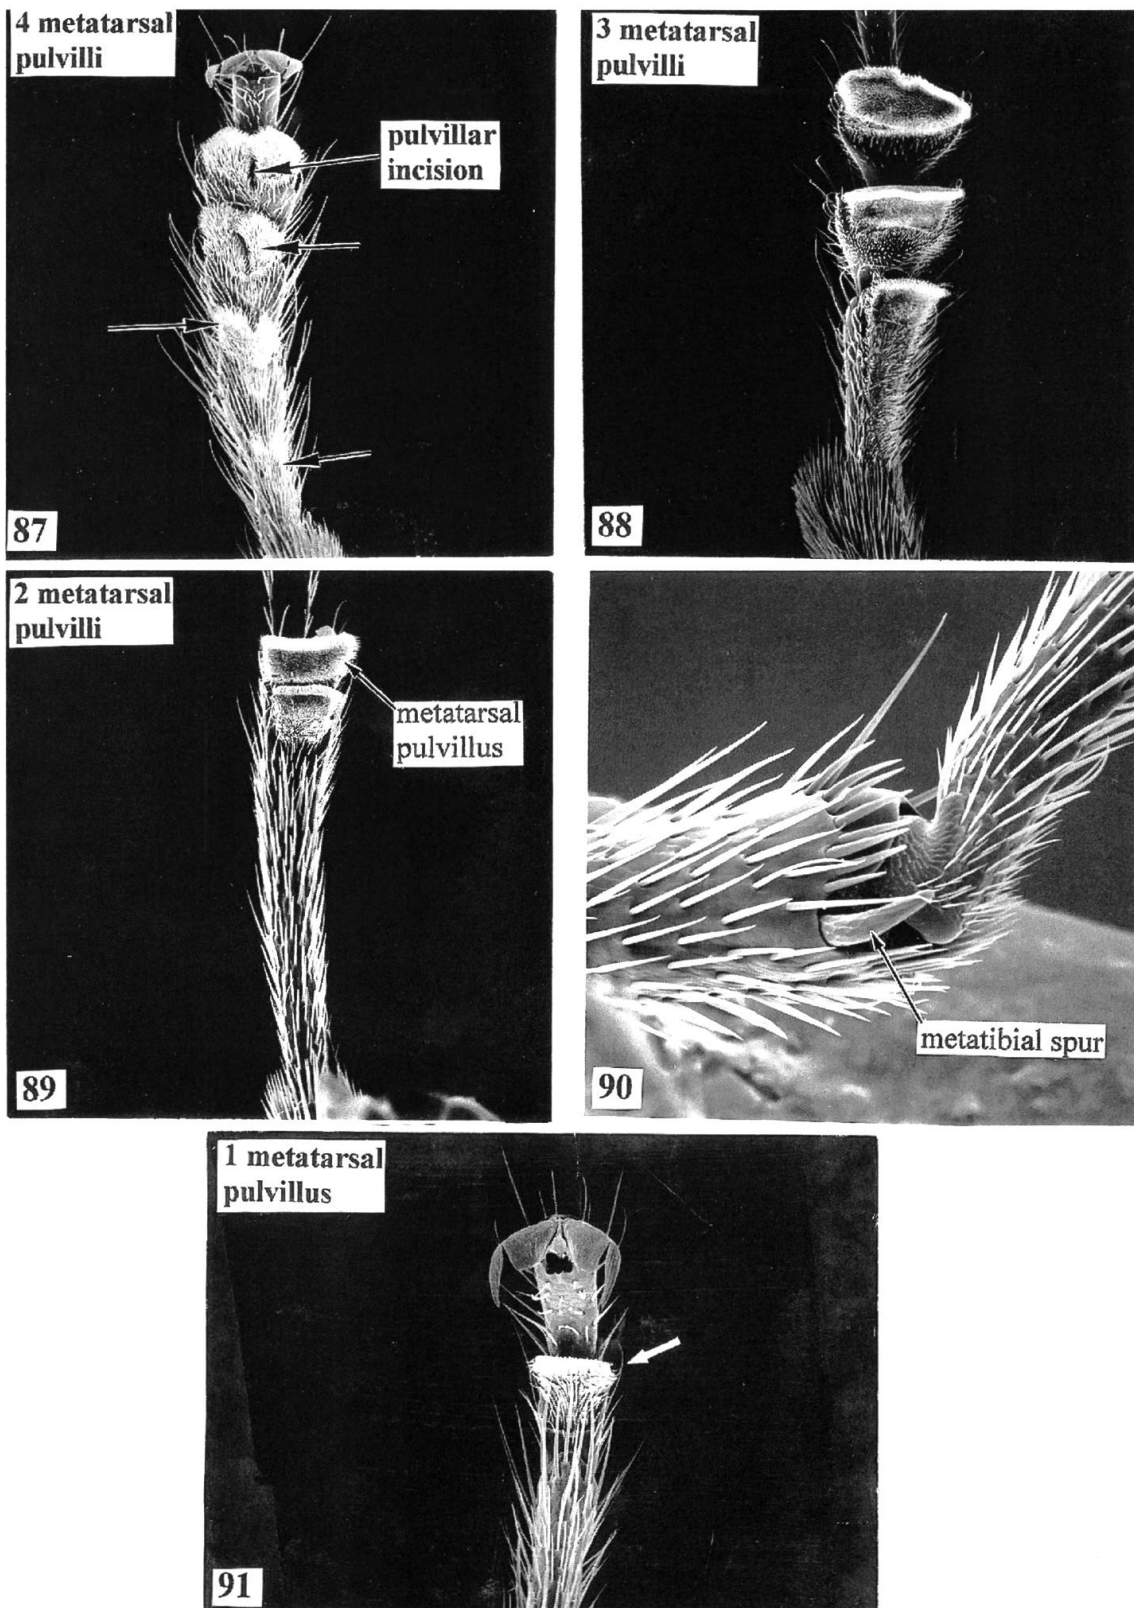 4 metatarsal
pulvilli
pulvillar
incision
87
3 metatarsal
pulvilli
88
2 metatarsal
pulvilli
metatarsal
pulvillus
89
metatibial spur
90
1 metatarsal
pulvillus
91